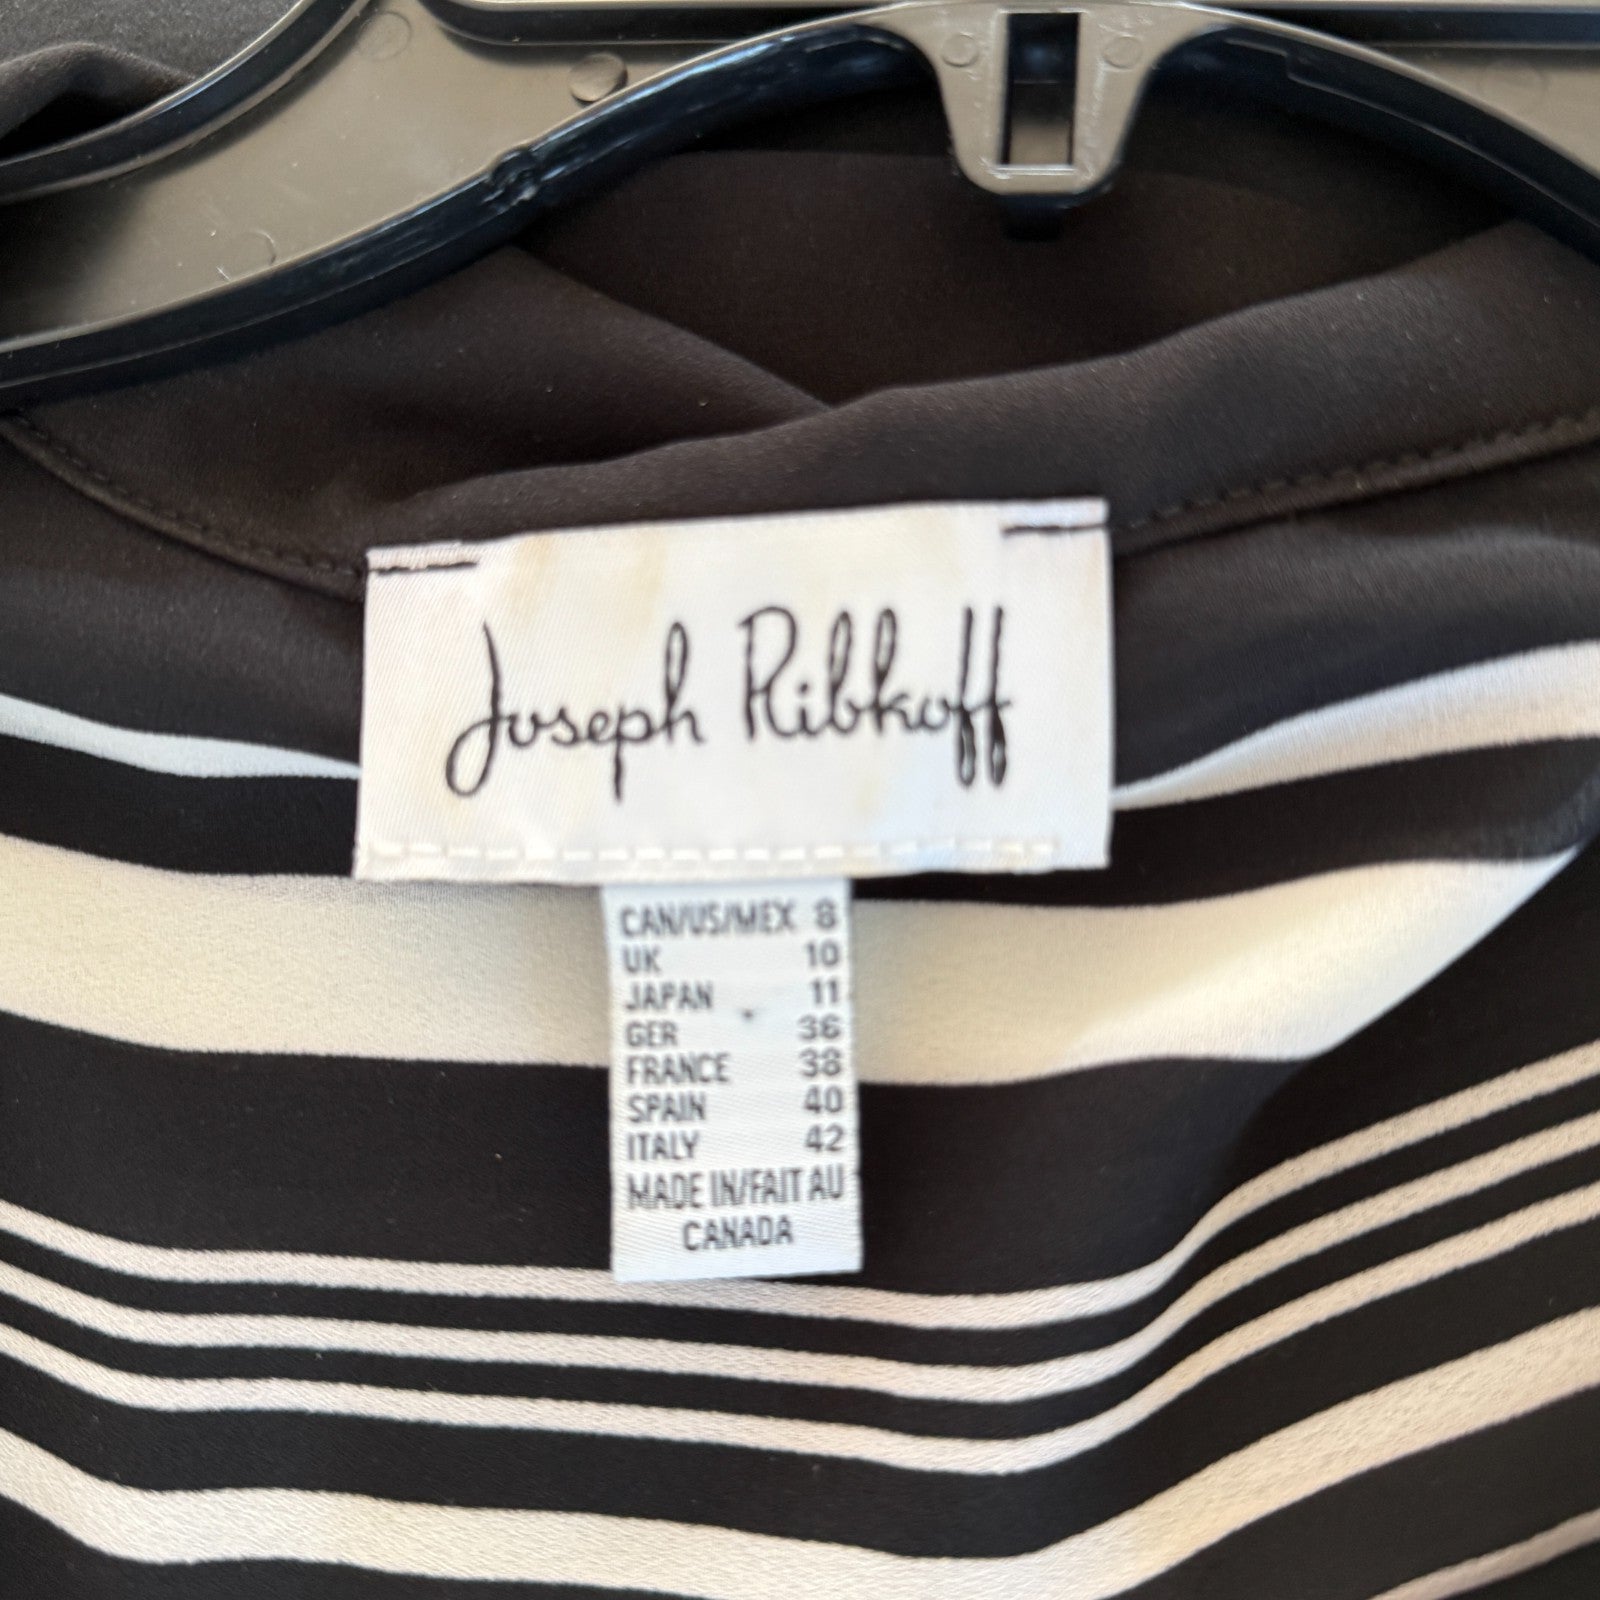 Joseph Ribkoff
CAN/US/MEX 8
UK 10
JAPAN 11
GER 36
FRANCE 38
SPAIN 40
ITALY 42
MADE IN/FAIT AU
CANADA